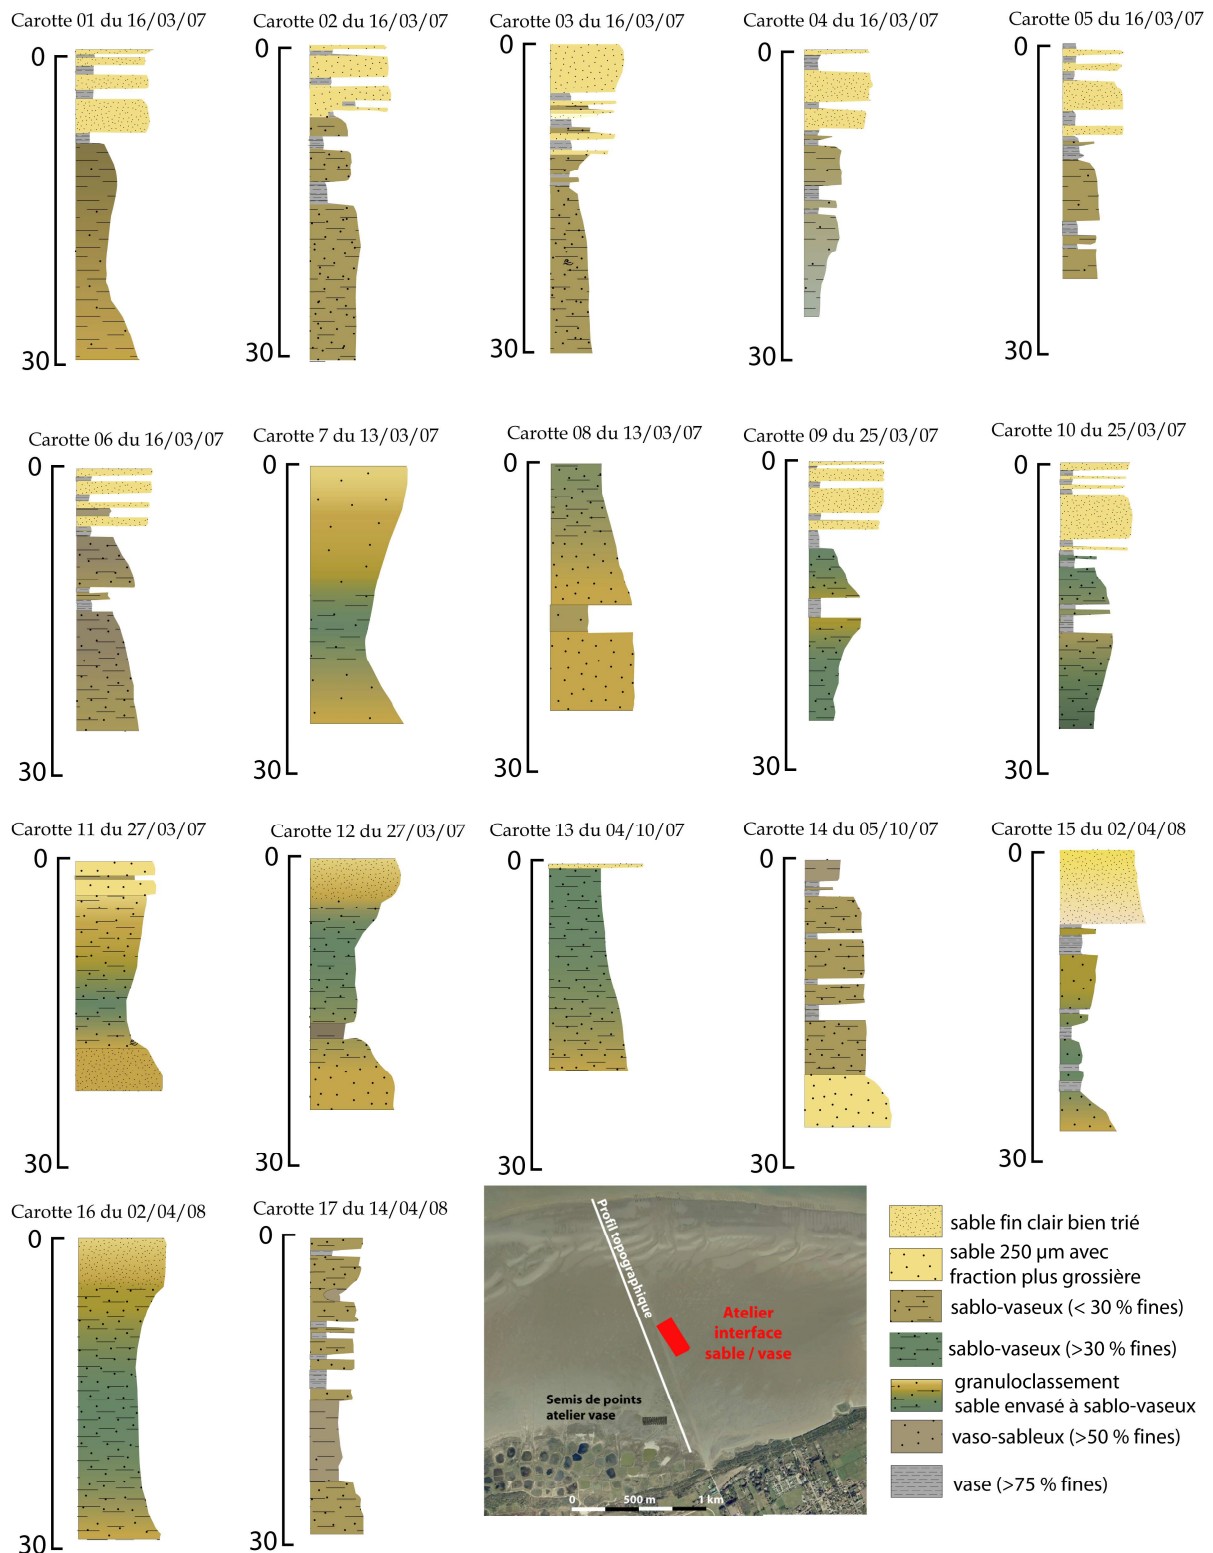 Carotte 01 du 16/03/07
Carotte 02 du 16/03/07
Carotte 03 du 16/03/07
Carotte 04 du 16/03/07
Carotte 05 du 16/03/07
0
30
0
30
0
30
0
30
0
30
Carotte 06 du 16/03/07
Carotte 7 du 13/03/07
Carotte 08 du 13/03/07
Carotte 09 du 25/03/07
Carotte 10 du 25/03/07
0
30
0
30
0
30
0
30
0
30
Carotte 11 du 27/03/07
Carotte 12 du 27/03/07
Carotte 13 du 04/10/07
Carotte 14 du 05/10/07
Carotte 15 du 02/04/08
0
30
0
30
0
30
0
30
0
30
Carotte 16 du 02/04/08
Carotte 17 du 14/04/08
0
30
0
30
Profil topographique
Atelier
interface
sable / vase
Semis de points
atelier vase
0 500 m 1 km
sable fin clair bien trié
sable 250 µm avec
fraction plus grossière
sablo-vaseux (< 30 % fines)
sablo-vaseux (>30 % fines)
granuloclassement
sable envasé à sablo-vaseux
vaso-sableux (>50 % fines)
vase (>75 % fines)